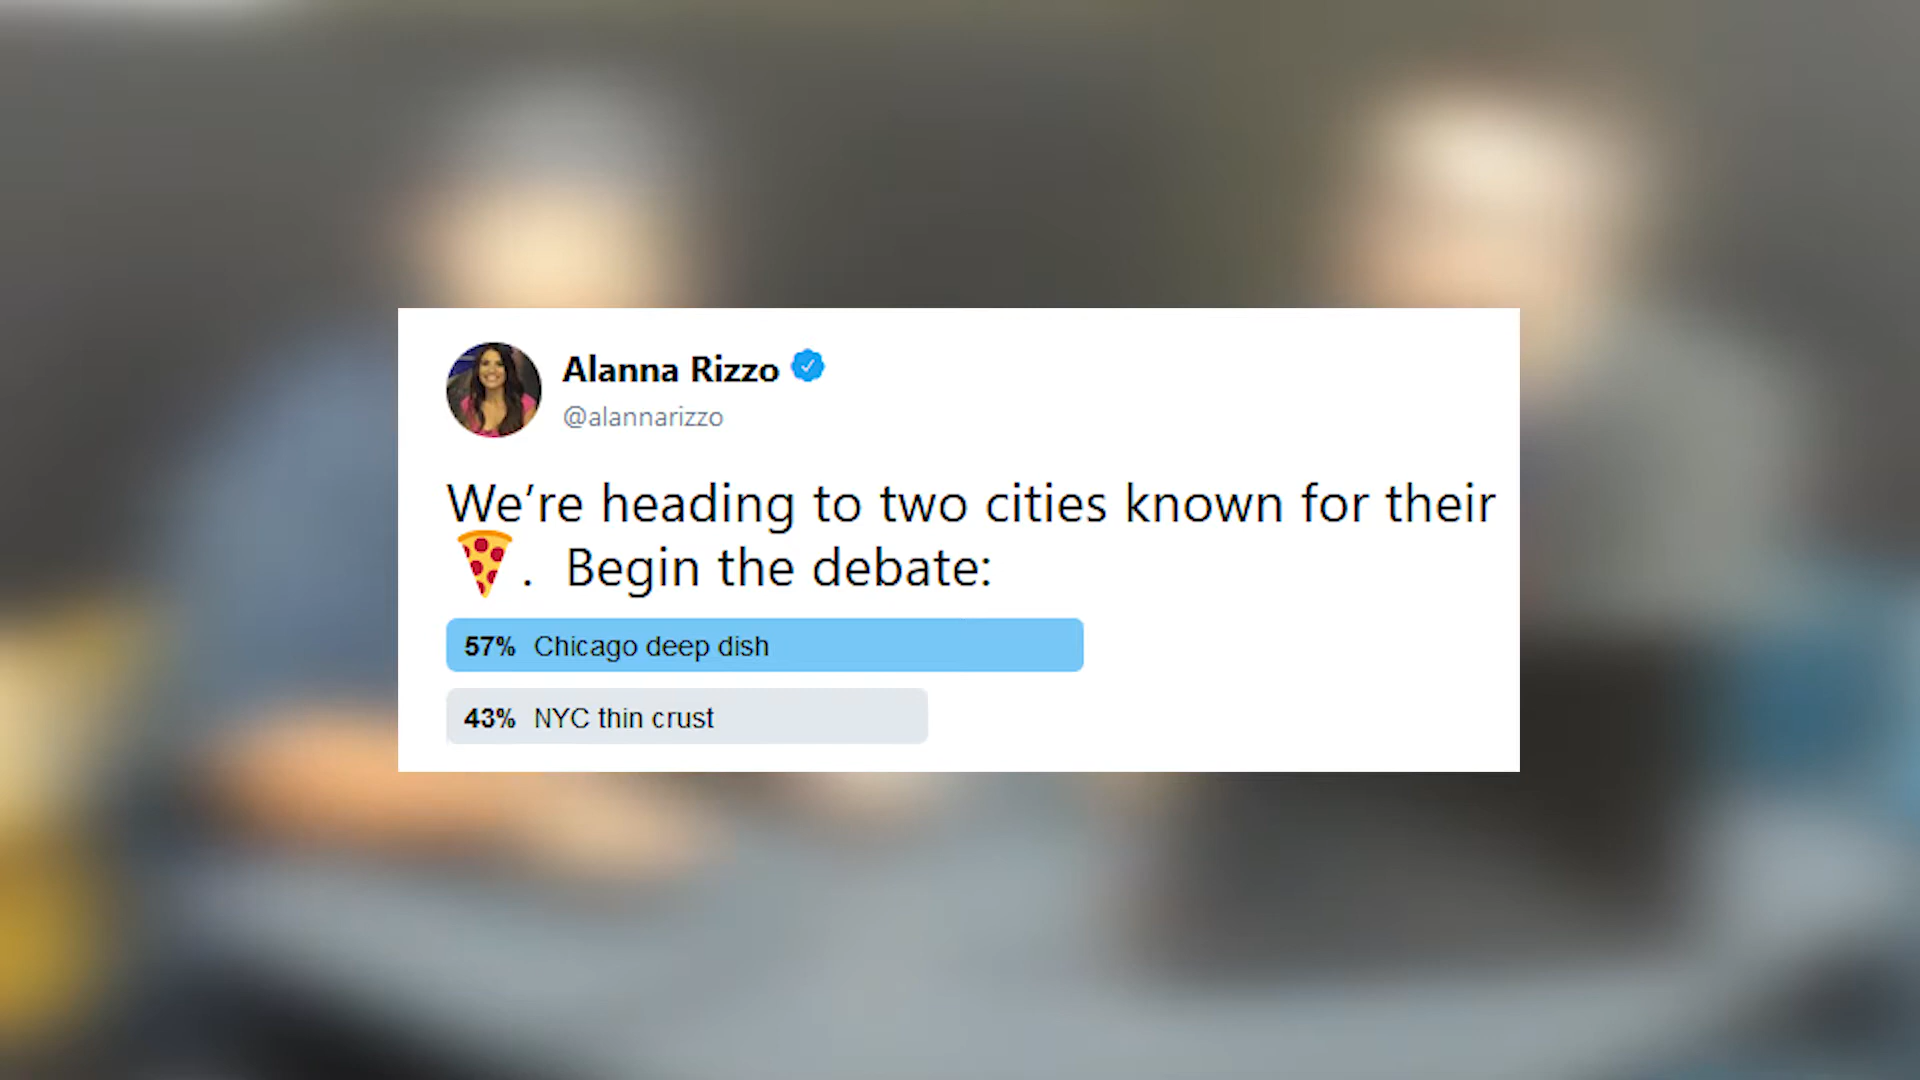 Alanna Rizzo
@alannarizzo
We’re heading to two cities known for their
🍕. Begin the debate:
57% Chicago deep dish
43% NYC thin crust